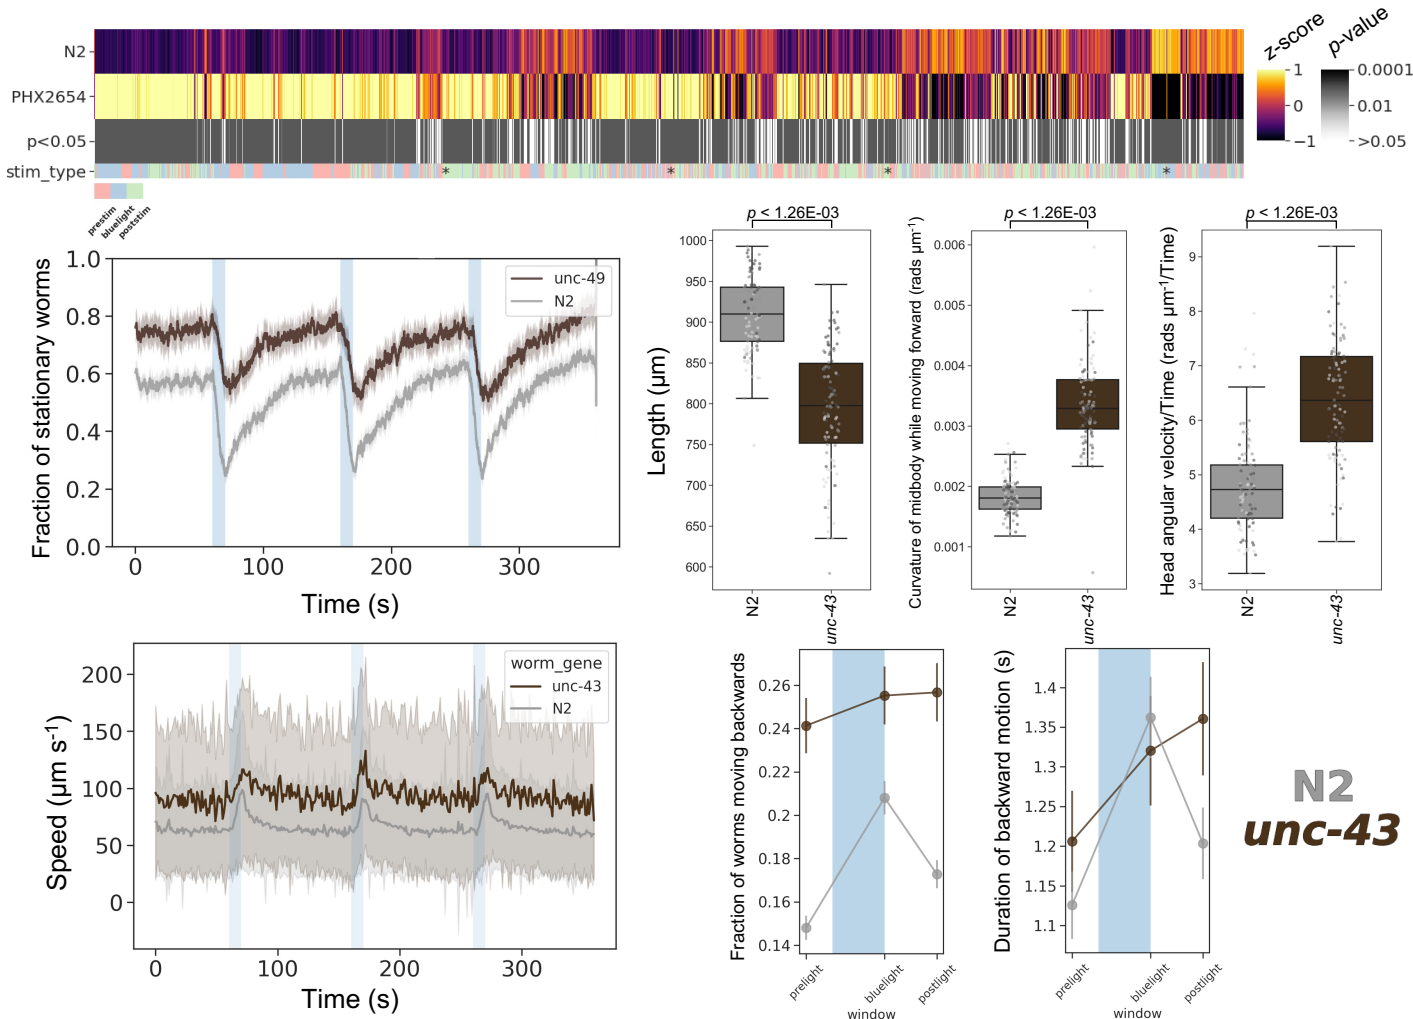 N2
PHX2654
p<0.05
stim_type
* * * *
prestim
bluelight
poststim
z-score
1
0
−1
p-value
0.0001
0.01
>0.05
Fraction of stationary worms
1.0
0.8
0.6
0.4
0.2
0.0
0 100 200 300
Time (s)
unc-49
N2
Length (µm)
p < 1.26E-03
1000
950
900
850
800
750
700
650
600
N2
unc-43
Curvature of midbody while moving forward (rads µm⁻¹)
p < 1.26E-03
0.006
0.005
0.004
0.003
0.002
0.001
N2
unc-43
Head angular velocity/Time (rads µm⁻¹/Time)
p < 1.26E-03
9
8
7
6
5
4
3
N2
unc-43
Speed (µm s⁻¹)
200
150
100
50
0
0 100 200 300
Time (s)
worm_gene
unc-43
N2
Fraction of worms moving backwards
0.26
0.24
0.22
0.2
0.18
0.16
0.14
prelight
bluelight
postlight
window
Duration of backward motion (s)
1.4
1.35
1.3
1.25
1.2
1.15
1.1
prelight
bluelight
postlight
window
N2
unc-43